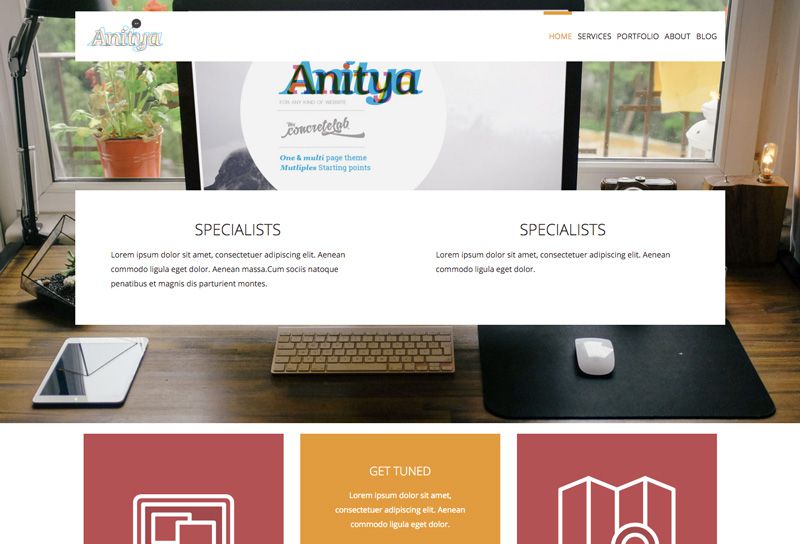 Anitya
HOME SERVICES PORTFOLIO ABOUT BLOG
Anitya
FOR ANY KIND OF WEBSITE
The concretelab
One & multi page theme
Mutliples Starting points
SPECIALISTS
Lorem ipsum dolor sit amet, consectetuer adipiscing elit. Aenean
commodo ligula eget dolor. Aenean massa.Cum sociis natoque
penatibus et magnis dis parturient montes.
SPECIALISTS
Lorem ipsum dolor sit amet, consectetuer adipiscing elit. Aenean
commodo ligula eget dolor.
GET TUNED
Lorem ipsum dolor sit amet,
consectetuer adipiscing elit. Aenean
commodo ligula eget dolor.